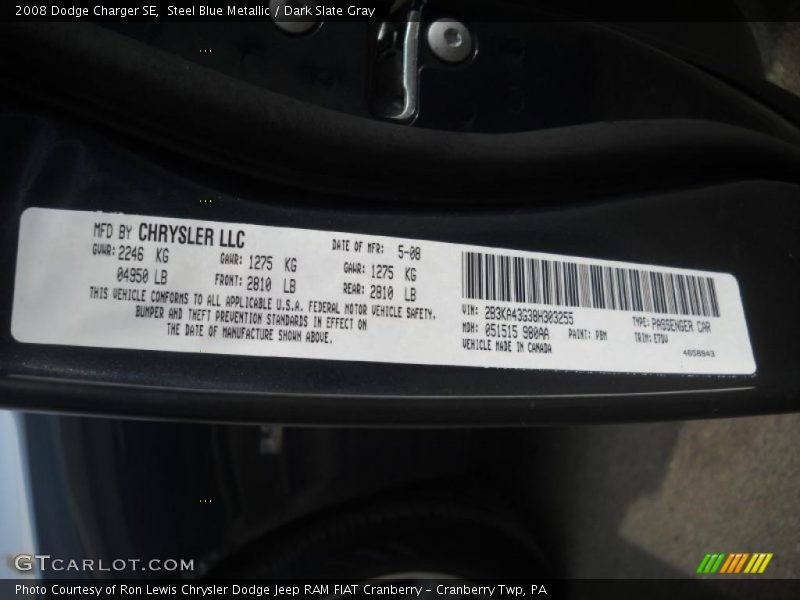 2008 Dodge Charger SE,  Steel Blue Metallic / Dark Slate Gray
MFD BY CHRYSLER LLC
DATE OF MFR: 5-08
GVWR: 2246 KG
GAWR: 1275 KG
GAWR: 1275 KG
04950 LB
FRONT: 2810 LB
REAR: 2810 LB
THIS VEHICLE CONFORMS TO ALL APPLICABLE U.S.A. FEDERAL MOTOR VEHICLE SAFETY,
BUMPER AND THEFT PREVENTION STANDARDS IN EFFECT ON
THE DATE OF MANUFACTURE SHOWN ABOVE.
VIN: 2B3KA43G38H303255
TYPE: PASSENGER CAR
MDH: 051515 980AA
PAINT: PBM
TRIM: E7DV
VEHICLE MADE IN CANADA
4658943
GTCARLOT.COM
Photo Courtesy of Ron Lewis Chrysler Dodge Jeep RAM FIAT Cranberry – Cranberry Twp, PA